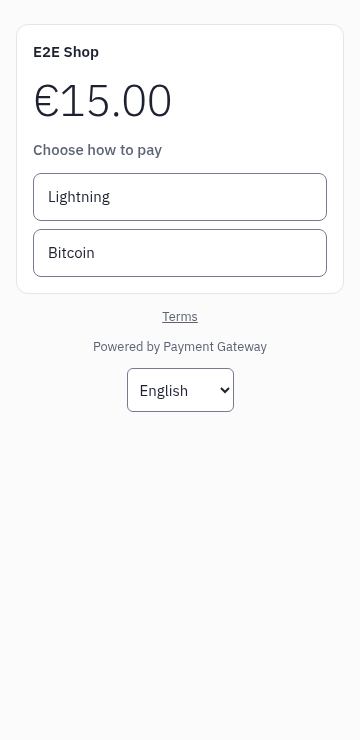 E2E Shop
€15.00
Choose how to pay
Lightning
Bitcoin
Terms
Powered by Payment Gateway
English